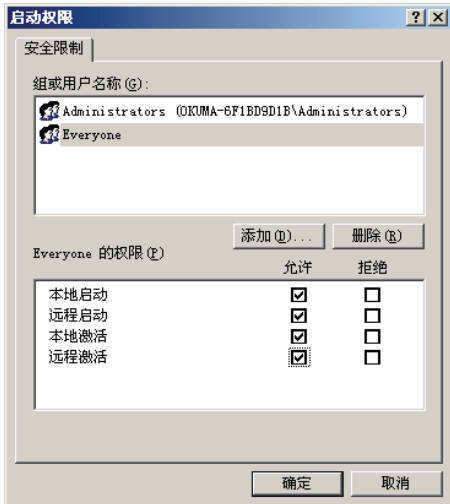 启动权限
安全限制
组或用户名称(G):
Administrators (OKUMA-6F1BD9D1B\Administrators)
Everyone
添加(D)... 删除(R)
Everyone 的权限(P)
允许 拒绝
本地启动
远程启动
本地激活
远程激活
确定 取消